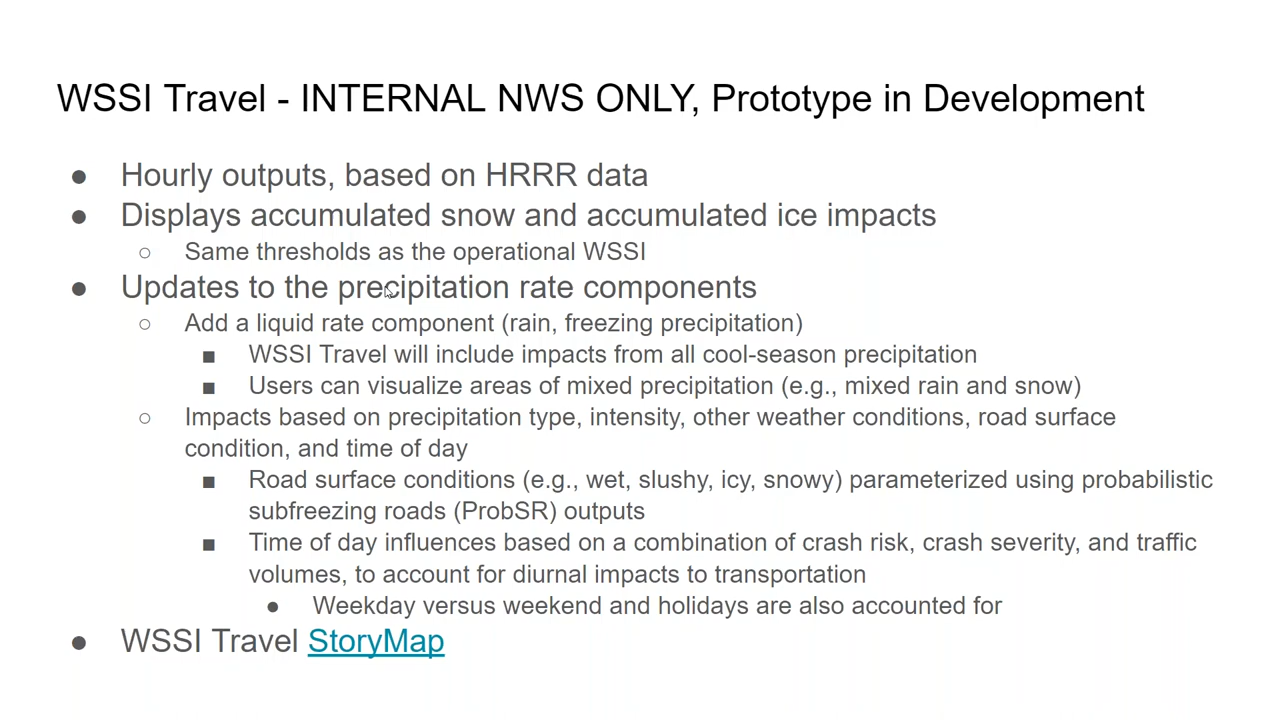 WSSI Travel - INTERNAL NWS ONLY, Prototype in Development
● Hourly outputs, based on HRRR data
● Displays accumulated snow and accumulated ice impacts
○ Same thresholds as the operational WSSI
● Updates to the precipitation rate components
○ Add a liquid rate component (rain, freezing precipitation)
■ WSSI Travel will include impacts from all cool-season precipitation
■ Users can visualize areas of mixed precipitation (e.g., mixed rain and snow)
○ Impacts based on precipitation type, intensity, other weather conditions, road surface
condition, and time of day
■ Road surface conditions (e.g., wet, slushy, icy, snowy) parameterized using probabilistic
subfreezing roads (ProbSR) outputs
■ Time of day influences based on a combination of crash risk, crash severity, and traffic
volumes, to account for diurnal impacts to transportation
● Weekday versus weekend and holidays are also accounted for
● WSSI Travel StoryMap